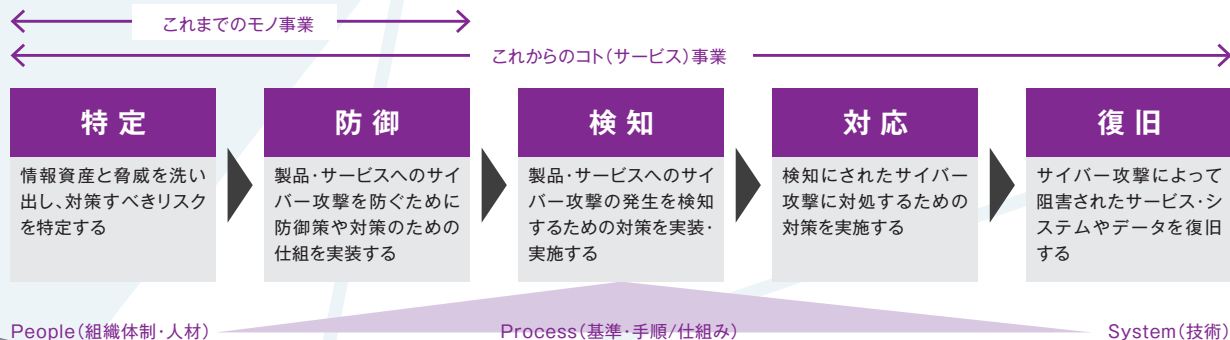 これまでのモノ事業
これからのコト(サービス)事業
特定
情報資産と脅威を洗い
出し、対策すべきリスク
を特定する
防御
製品・サービスへのサイ
バー攻撃を防ぐために
防御策や対策のための
仕組を実装する
検知
製品・サービスへのサイ
バー攻撃の発生を検知
するための対策を実装・
実施する
対応
検知にされたサイバー
攻撃に対処するための
対策を実施する
復旧
サイバー攻撃によって
阻害されたサービス・シ
ステムやデータを復旧
する
People(組織体制・人材)
Process(基準・手順/仕組み)
System(技術)